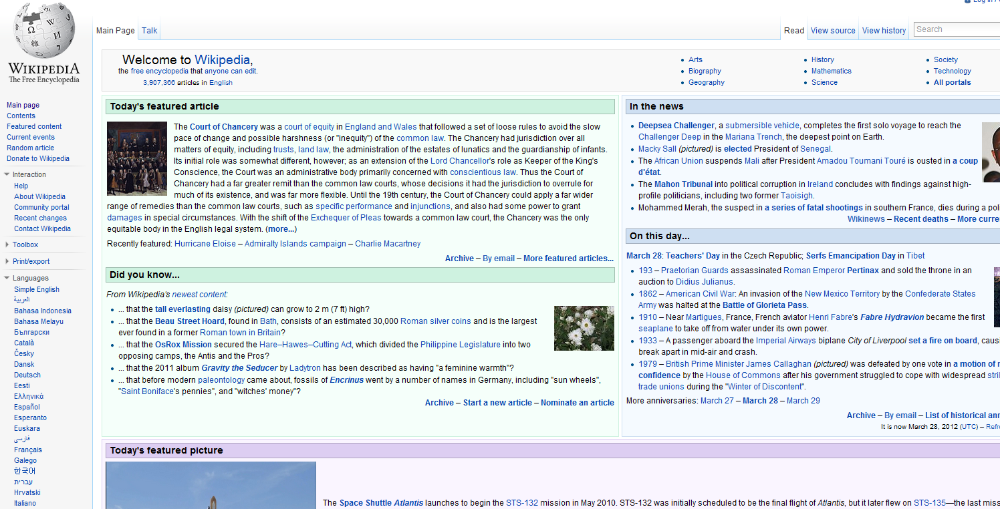 Log in /
WIKIPEDIA
The Free Encyclopedia
Main Page
Talk
Read
View source
View history
Search
Main page
Contents
Featured content
Current events
Random article
Donate to Wikipedia
Interaction
Help
About Wikipedia
Community portal
Recent changes
Contact Wikipedia
Toolbox
Print/export
Languages
Simple English
العربية
Bahasa Indonesia
Bahasa Melayu
Български
Català
Česky
Dansk
Deutsch
Eesti
Ελληνικά
Español
Esperanto
Euskara
فارسی
Français
Galego
한국어
עברית
Hrvatski
Italiano
Welcome to Wikipedia,
the free encyclopedia that anyone can edit.
3,907,366 articles in English
Arts
Biography
Geography
History
Mathematics
Science
Society
Technology
All portals
Today's featured article
The Court of Chancery was a court of equity in England and Wales that followed a set of loose rules to avoid the slow
pace of change and possible harshness (or "inequity") of the common law. The Chancery had jurisdiction over all
matters of equity, including trusts, land law, the administration of the estates of lunatics and the guardianship of infants.
Its initial role was somewhat different, however; as an extension of the Lord Chancellor's role as Keeper of the King's
Conscience, the Court was an administrative body primarily concerned with conscientious law. Thus the Court of
Chancery had a far greater remit than the common law courts, whose decisions it had the jurisdiction to overrule for
much of its existence, and was far more flexible. Until the 19th century, the Court of Chancery could apply a far wider
range of remedies than the common law courts, such as specific performance and injunctions, and also had some power to grant
damages in special circumstances. With the shift of the Exchequer of Pleas towards a common law court, the Chancery was the only
equitable body in the English legal system. (more...)
Recently featured: Hurricane Eloise – Admiralty Islands campaign – Charlie Macartney
Archive – By email – More featured articles...
Did you know...
From Wikipedia's newest content:
... that the tall everlasting daisy (pictured) can grow to 2 m (7 ft) high?
... that the Beau Street Hoard, found in Bath, consists of an estimated 30,000 Roman silver coins and is the largest
ever found in a former Roman town in Britain?
... that the OsRox Mission secured the Hare–Hawes–Cutting Act, which divided the Philippine Legislature into two
opposing camps, the Antis and the Pros?
... that the 2011 album Gravity the Seducer by Ladytron has been described as having "a feminine warmth"?
... that before modern paleontology came about, fossils of Encrinus went by a number of names in Germany, including "sun wheels",
"Saint Boniface's pennies", and "witches' money"?
Archive – Start a new article – Nominate an article
In the news
Deepsea Challenger, a submersible vehicle, completes the first solo voyage to reach the
Challenger Deep in the Mariana Trench, the deepest point on Earth.
Macky Sall (pictured) is elected President of Senegal.
The African Union suspends Mali after President Amadou Toumani Touré is ousted in a coup
d'état.
The Mahon Tribunal into political corruption in Ireland concludes with findings against high-
profile politicians, including two former Taoisigh.
Mohammed Merah, the suspect in a series of fatal shootings in southern France, dies during a pol
Wikinews – Recent deaths – More curre
On this day...
March 28: Teachers' Day in the Czech Republic; Serfs Emancipation Day in Tibet
193 – Praetorian Guards assassinated Roman Emperor Pertinax and sold the throne in an
auction to Didius Julianus.
1862 – American Civil War: An invasion of the New Mexico Territory by the Confederate States
Army was halted at the Battle of Glorieta Pass.
1910 – Near Martigues, France, French aviator Henri Fabre's Fabre Hydravion became the first
seaplane to take off from water under its own power.
1933 – A passenger aboard the Imperial Airways biplane City of Liverpool set a fire on board, causi
break apart in mid-air and crash.
1979 – British Prime Minister James Callaghan (pictured) was defeated by one vote in a motion of
confidence by the House of Commons after his government struggled to cope with widespread stri
trade unions during the "Winter of Discontent".
More anniversaries: March 27 – March 28 – March 29
Archive – By email – List of historical ann
It is now March 28, 2012 (UTC) – Refre
Today's featured picture
The Space Shuttle Atlantis launches to begin the STS-132 mission in May 2010. STS-132 was initially scheduled to be the final flight of Atlantis, but it later flew on STS-135—the last miss